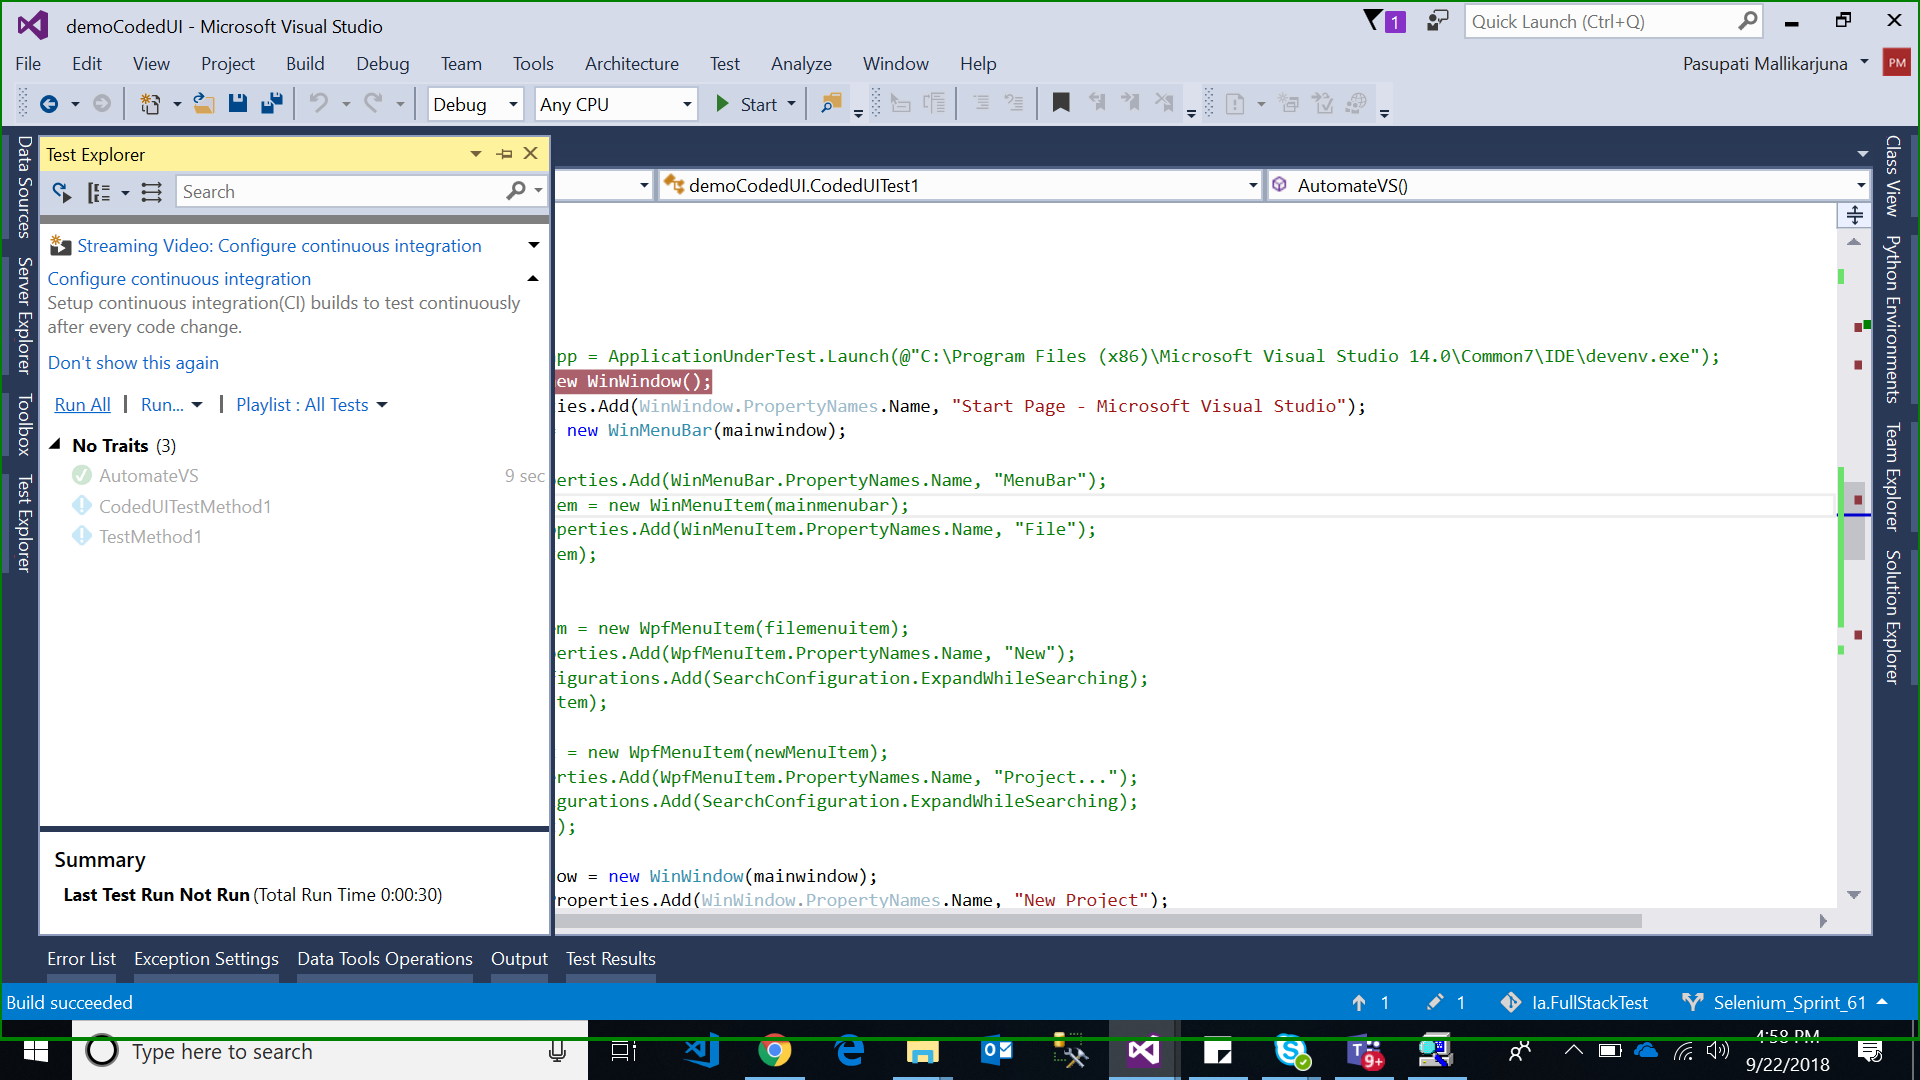 demoCodedUI - Microsoft Visual Studio
1
Quick Launch (Ctrl+Q)
File Edit View Project Build Debug Team Tools Architecture Test Analyze Window Help
Pasupati Mallikarjuna PM
Debug Any CPU Start
Data Sources
Server Explorer
Toolbox
Test Explorer
Test Explorer
Search
Streaming Video: Configure continuous integration
Configure continuous integration
Setup continuous integration(CI) builds to test continuously
after every code change.
Don't show this again
Run All | Run... | Playlist : All Tests
No Traits (3)
AutomateVS 9 sec
CodedUITestMethod1
TestMethod1
Summary
Last Test Run Not Run (Total Run Time 0:00:30)
demoCodedUI.CodedUITest1
AutomateVS()
pp = ApplicationUnderTest.Launch(@"C:\Program Files (x86)\Microsoft Visual Studio 14.0\Common7\IDE\devenv.exe");
ew WinWindow();
ies.Add(WinWindow.PropertyNames.Name, "Start Page - Microsoft Visual Studio");
new WinMenuBar(mainwindow);
erties.Add(WinMenuBar.PropertyNames.Name, "MenuBar");
em = new WinMenuItem(mainmenubar);
perties.Add(WinMenuItem.PropertyNames.Name, "File");
em);
m = new WpfMenuItem(filemenuitem);
erties.Add(WpfMenuItem.PropertyNames.Name, "New");
igurations.Add(SearchConfiguration.ExpandWhileSearching);
tem);
= new WpfMenuItem(newMenuItem);
rties.Add(WpfMenuItem.PropertyNames.Name, "Project...");
gurations.Add(SearchConfiguration.ExpandWhileSearching);
);
ow = new WinWindow(mainwindow);
Properties.Add(WinWindow.PropertyNames.Name, "New Project");
Class View
Python Environments
Team Explorer
Solution Explorer
Error List Exception Settings Data Tools Operations Output Test Results
Build succeeded
1 1 Ia.FullStackTest Selenium_Sprint_61
Type here to search
9+
4:58 PM
9/22/2018